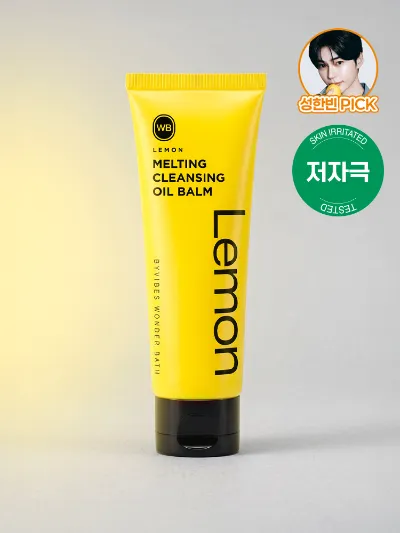 성한빈 PICK
SKIN IRRITATED
저자극
TESTED
WB
LEMON
MELTING
CLEANSING
OIL BALM
Lemon
BYVIBES WONDER BATH